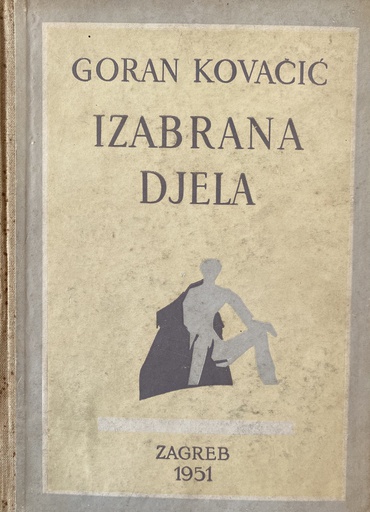 GORAN KOVAČIĆ
IZABRANA
DJELA
ZAGREB
1951